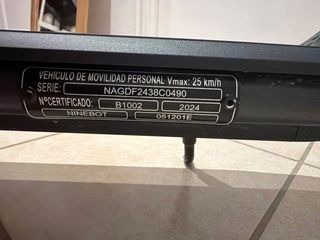 VEHICULO DE MOVILIDAD PERSONAL Vmax: 25 km/h
SERIE: NAGDF2438C0490
NºCERTIFICADO: B1002 2024
NINEBOT 051201E